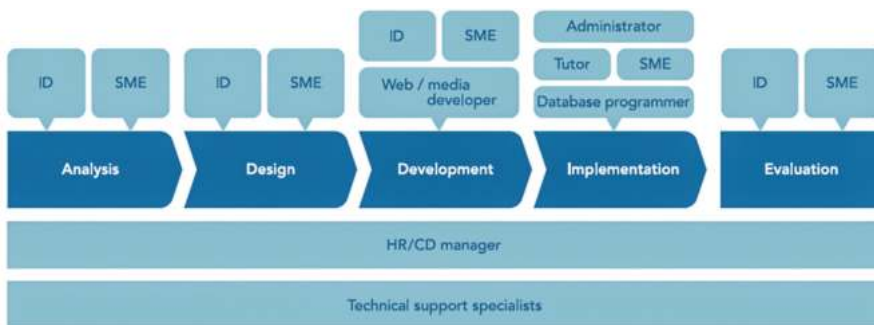 ID
SME
ID
SME
ID
SME
Web / media
developer
Administrator
Tutor
SME
Database programmer
ID
SME
Analysis
Design
Development
Implementation
Evaluation
HR/CD manager
Technical support specialists